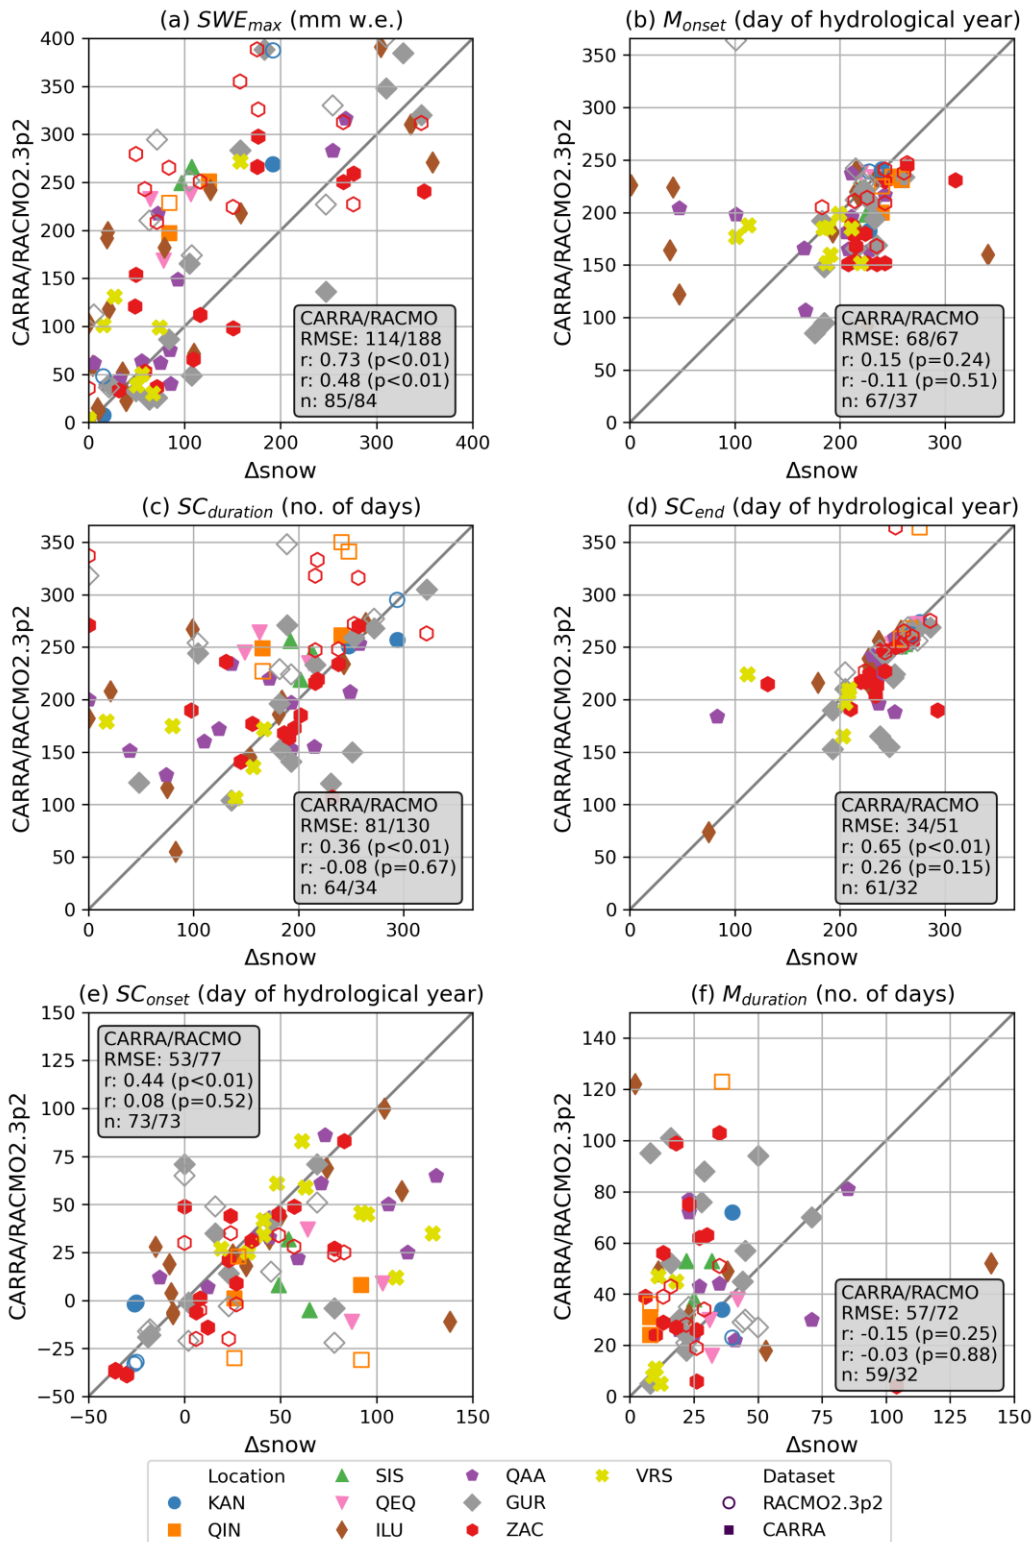 (a) SWEmax (mm w.e.)
400
350
300
250
200
150
100
50
0
0 100 200 300 400
CARRA/RACMO2.3p2
Δsnow
CARRA/RACMO
RMSE: 114/188
r: 0.73 (p<0.01)
r: 0.48 (p<0.01)
n: 85/84
(b) Monset (day of hydrological year)
350
300
250
200
150
100
50
0
0 100 200 300
CARRA/RACMO2.3p2
Δsnow
CARRA/RACMO
RMSE: 68/67
r: 0.15 (p=0.24)
r: -0.11 (p=0.51)
n: 67/37
(c) SCduration (no. of days)
350
300
250
200
150
100
50
0
0 100 200 300
CARRA/RACMO2.3p2
Δsnow
CARRA/RACMO
RMSE: 81/130
r: 0.36 (p<0.01)
r: -0.08 (p=0.67)
n: 64/34
(d) SCend (day of hydrological year)
350
300
250
200
150
100
50
0
0 100 200 300
CARRA/RACMO2.3p2
Δsnow
CARRA/RACMO
RMSE: 34/51
r: 0.65 (p<0.01)
r: 0.26 (p=0.15)
n: 61/32
(e) SConset (day of hydrological year)
150
125
100
75
50
25
0
−25
−50
−50 0 50 100 150
CARRA/RACMO2.3p2
Δsnow
CARRA/RACMO
RMSE: 53/77
r: 0.44 (p<0.01)
r: 0.08 (p=0.52)
n: 73/73
(f) Mduration (no. of days)
140
120
100
80
60
40
20
0
0 25 50 75 100 125 150
CARRA/RACMO2.3p2
Δsnow
CARRA/RACMO
RMSE: 57/72
r: -0.15 (p=0.25)
r: -0.03 (p=0.88)
n: 59/32
Location SIS QAA VRS Dataset
KAN QEQ GUR RACMO2.3p2
QIN ILU ZAC CARRA